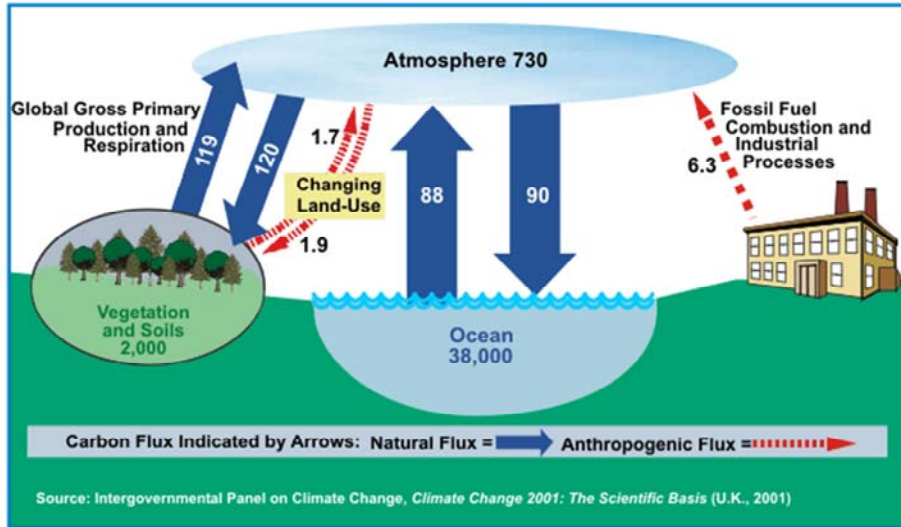 Atmosphere 730
Global Gross Primary
Production and
Respiration
119
120
1.7
Changing
Land-Use
1.9
88
90
Fossil Fuel
Combustion and
Industrial
Processes
6.3
Vegetation
and Soils
2,000
Ocean
38,000
Carbon Flux Indicated by Arrows: Natural Flux = Anthropogenic Flux =
Source: Intergovernmental Panel on Climate Change, Climate Change 2001: The Scientific Basis (U.K., 2001)